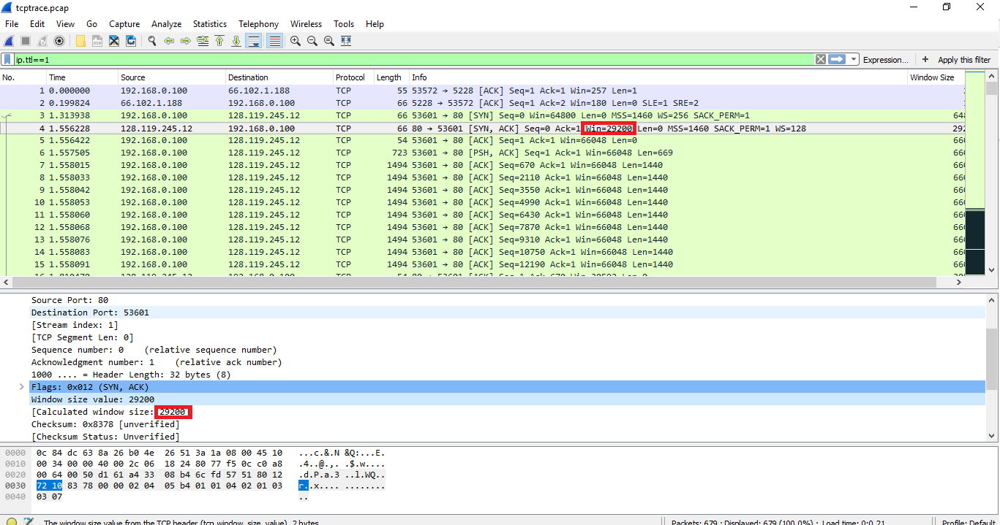 tcptrace.pcap
File Edit View Go Capture Analyze Statistics Telephony Wireless Tools Help
ip.ttl==1 Expression... + Apply this filter
No. Time Source Destination Protocol Length Info Window Size
1 0.000000 192.168.0.100 66.102.1.188 TCP 55 53572 → 5228 [ACK] Seq=1 Ack=1 Win=257 Len=1
2 0.199824 66.102.1.188 192.168.0.100 TCP 66 5228 → 53572 [ACK] Seq=1 Ack=2 Win=180 Len=0 SLE=1 SRE=2
3 1.313938 192.168.0.100 128.119.245.12 TCP 66 53601 → 80 [SYN] Seq=0 Win=64800 Len=0 MSS=1460 WS=256 SACK_PERM=1 648
4 1.556228 128.119.245.12 192.168.0.100 TCP 66 80 → 53601 [SYN, ACK] Seq=0 Ack=1 Win=29200 Len=0 MSS=1460 SACK_PERM=1 WS=128 292
5 1.556422 192.168.0.100 128.119.245.12 TCP 54 53601 → 80 [ACK] Seq=1 Ack=1 Win=66048 Len=0 660
6 1.557505 192.168.0.100 128.119.245.12 TCP 723 53601 → 80 [PSH, ACK] Seq=1 Ack=1 Win=66048 Len=669 660
7 1.558015 192.168.0.100 128.119.245.12 TCP 1494 53601 → 80 [ACK] Seq=670 Ack=1 Win=66048 Len=1440 660
8 1.558033 192.168.0.100 128.119.245.12 TCP 1494 53601 → 80 [ACK] Seq=2110 Ack=1 Win=66048 Len=1440 660
9 1.558042 192.168.0.100 128.119.245.12 TCP 1494 53601 → 80 [ACK] Seq=3550 Ack=1 Win=66048 Len=1440 660
10 1.558053 192.168.0.100 128.119.245.12 TCP 1494 53601 → 80 [ACK] Seq=4990 Ack=1 Win=66048 Len=1440 660
11 1.558060 192.168.0.100 128.119.245.12 TCP 1494 53601 → 80 [ACK] Seq=6430 Ack=1 Win=66048 Len=1440 660
12 1.558068 192.168.0.100 128.119.245.12 TCP 1494 53601 → 80 [ACK] Seq=7870 Ack=1 Win=66048 Len=1440 660
13 1.558076 192.168.0.100 128.119.245.12 TCP 1494 53601 → 80 [ACK] Seq=9310 Ack=1 Win=66048 Len=1440 660
14 1.558083 192.168.0.100 128.119.245.12 TCP 1494 53601 → 80 [ACK] Seq=10750 Ack=1 Win=66048 Len=1440 660
15 1.558091 192.168.0.100 128.119.245.12 TCP 1494 53601 → 80 [ACK] Seq=12190 Ack=1 Win=66048 Len=1440 660
Source Port: 80
Destination Port: 53601
[Stream index: 1]
[TCP Segment Len: 0]
Sequence number: 0 (relative sequence number)
Acknowledgment number: 1 (relative ack number)
1000 .... = Header Length: 32 bytes (8)
Flags: 0x012 (SYN, ACK)
Window size value: 29200
[Calculated window size: 29200
Checksum: 0x8378 [unverified]
[Checksum Status: Unverified]
0000 0c 84 dc 63 8a 26 b0 4e 26 51 3a 1a 08 00 45 10 ...c.&.N &Q:...E.
0010 00 34 00 00 40 00 2c 06 18 24 80 77 f5 0c c0 a8 .4..@.,. .$.w....
0020 00 64 00 50 d1 61 a4 33 08 b4 6c fd 57 51 80 12 .d.P.a.3 ..l.WQ..
0030 72 10 83 78 00 00 02 04 05 b4 01 01 04 02 01 03 r..x.... ........
0040 03 07 ..
The window size value from the TCP header (tcp.window_size_value), 2 bytes Packets: 679 · Displayed: 679 (100.0%) · Load time: 0:0.21 Profile: Default